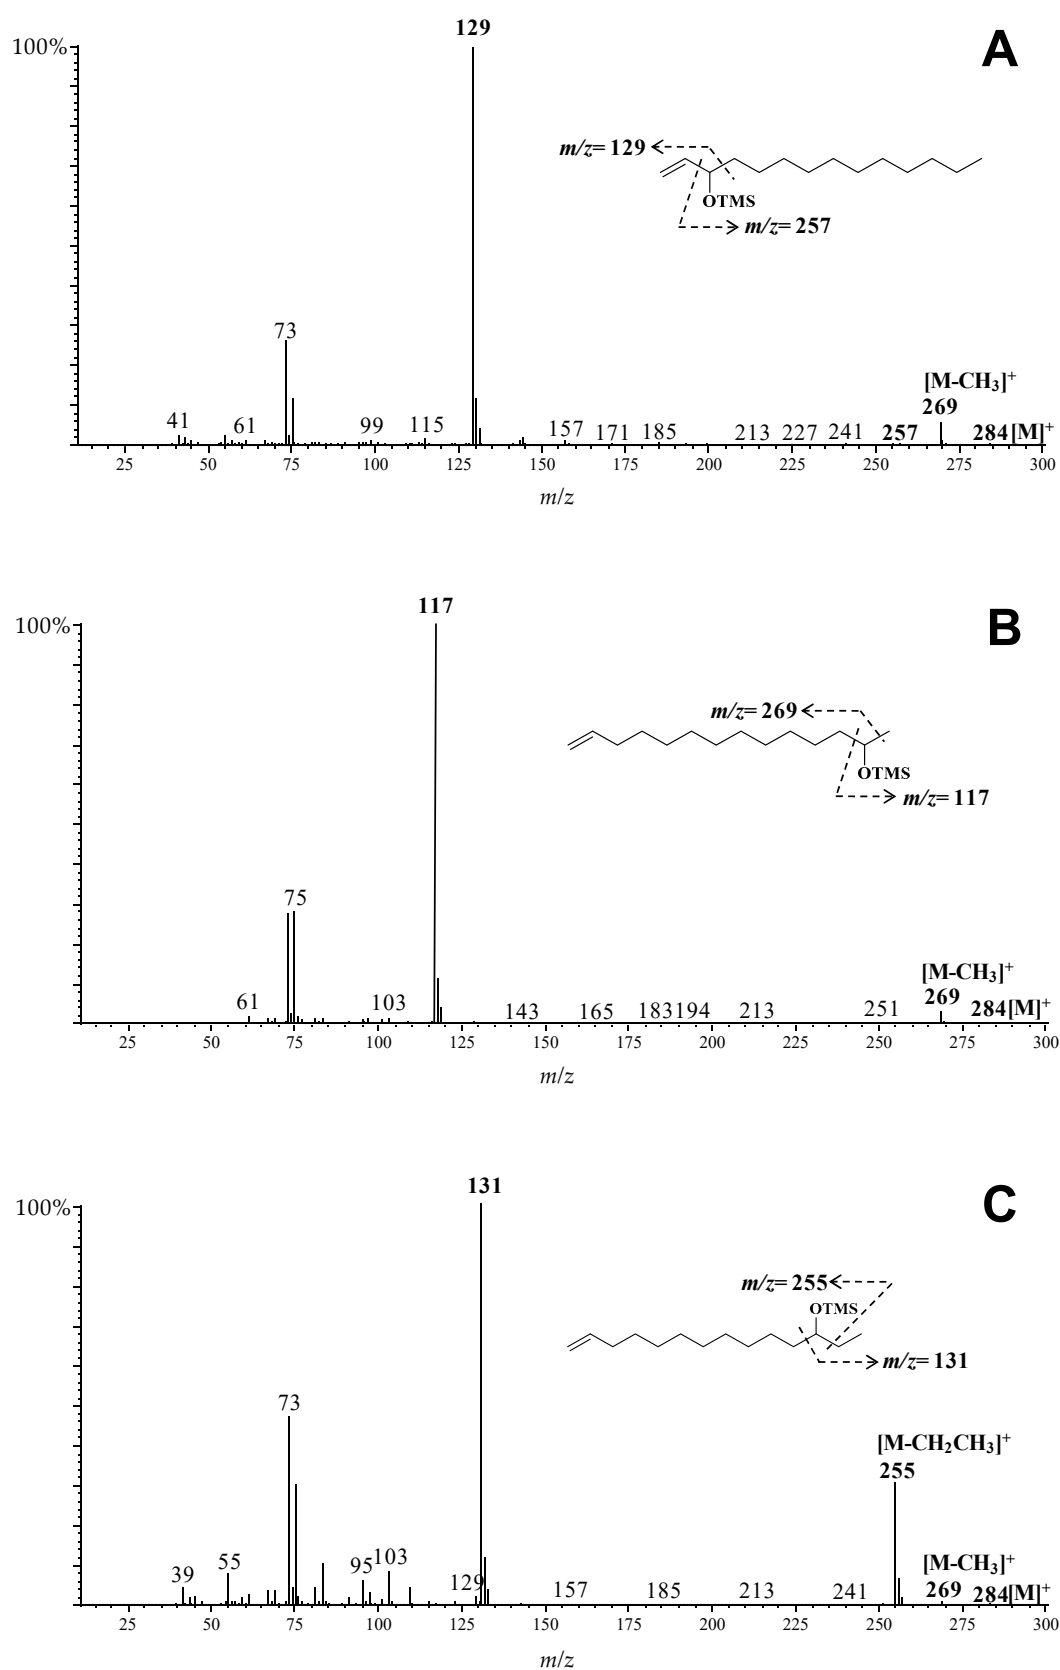 129
100%
A
m/z= 129
OTMS
m/z= 257
73
[M-CH₃]⁺
269
41
61
99
115
157
171
185
213
227
241
257
284[M]⁺
25 50 75 100 125 150 175 200 225 250 275 300
m/z
117
100%
B
m/z= 269
OTMS
m/z= 117
75
[M-CH₃]⁺
269
61
103
143
165
183
194
213
251
284[M]⁺
25 50 75 100 125 150 175 200 225 250 275 300
m/z
131
100%
C
m/z= 255
OTMS
m/z= 131
73
[M-CH₂CH₃]⁺
255
39
55
95
103
129
157
185
213
241
[M-CH₃]⁺
269
284[M]⁺
25 50 75 100 125 150 175 200 225 250 275 300
m/z